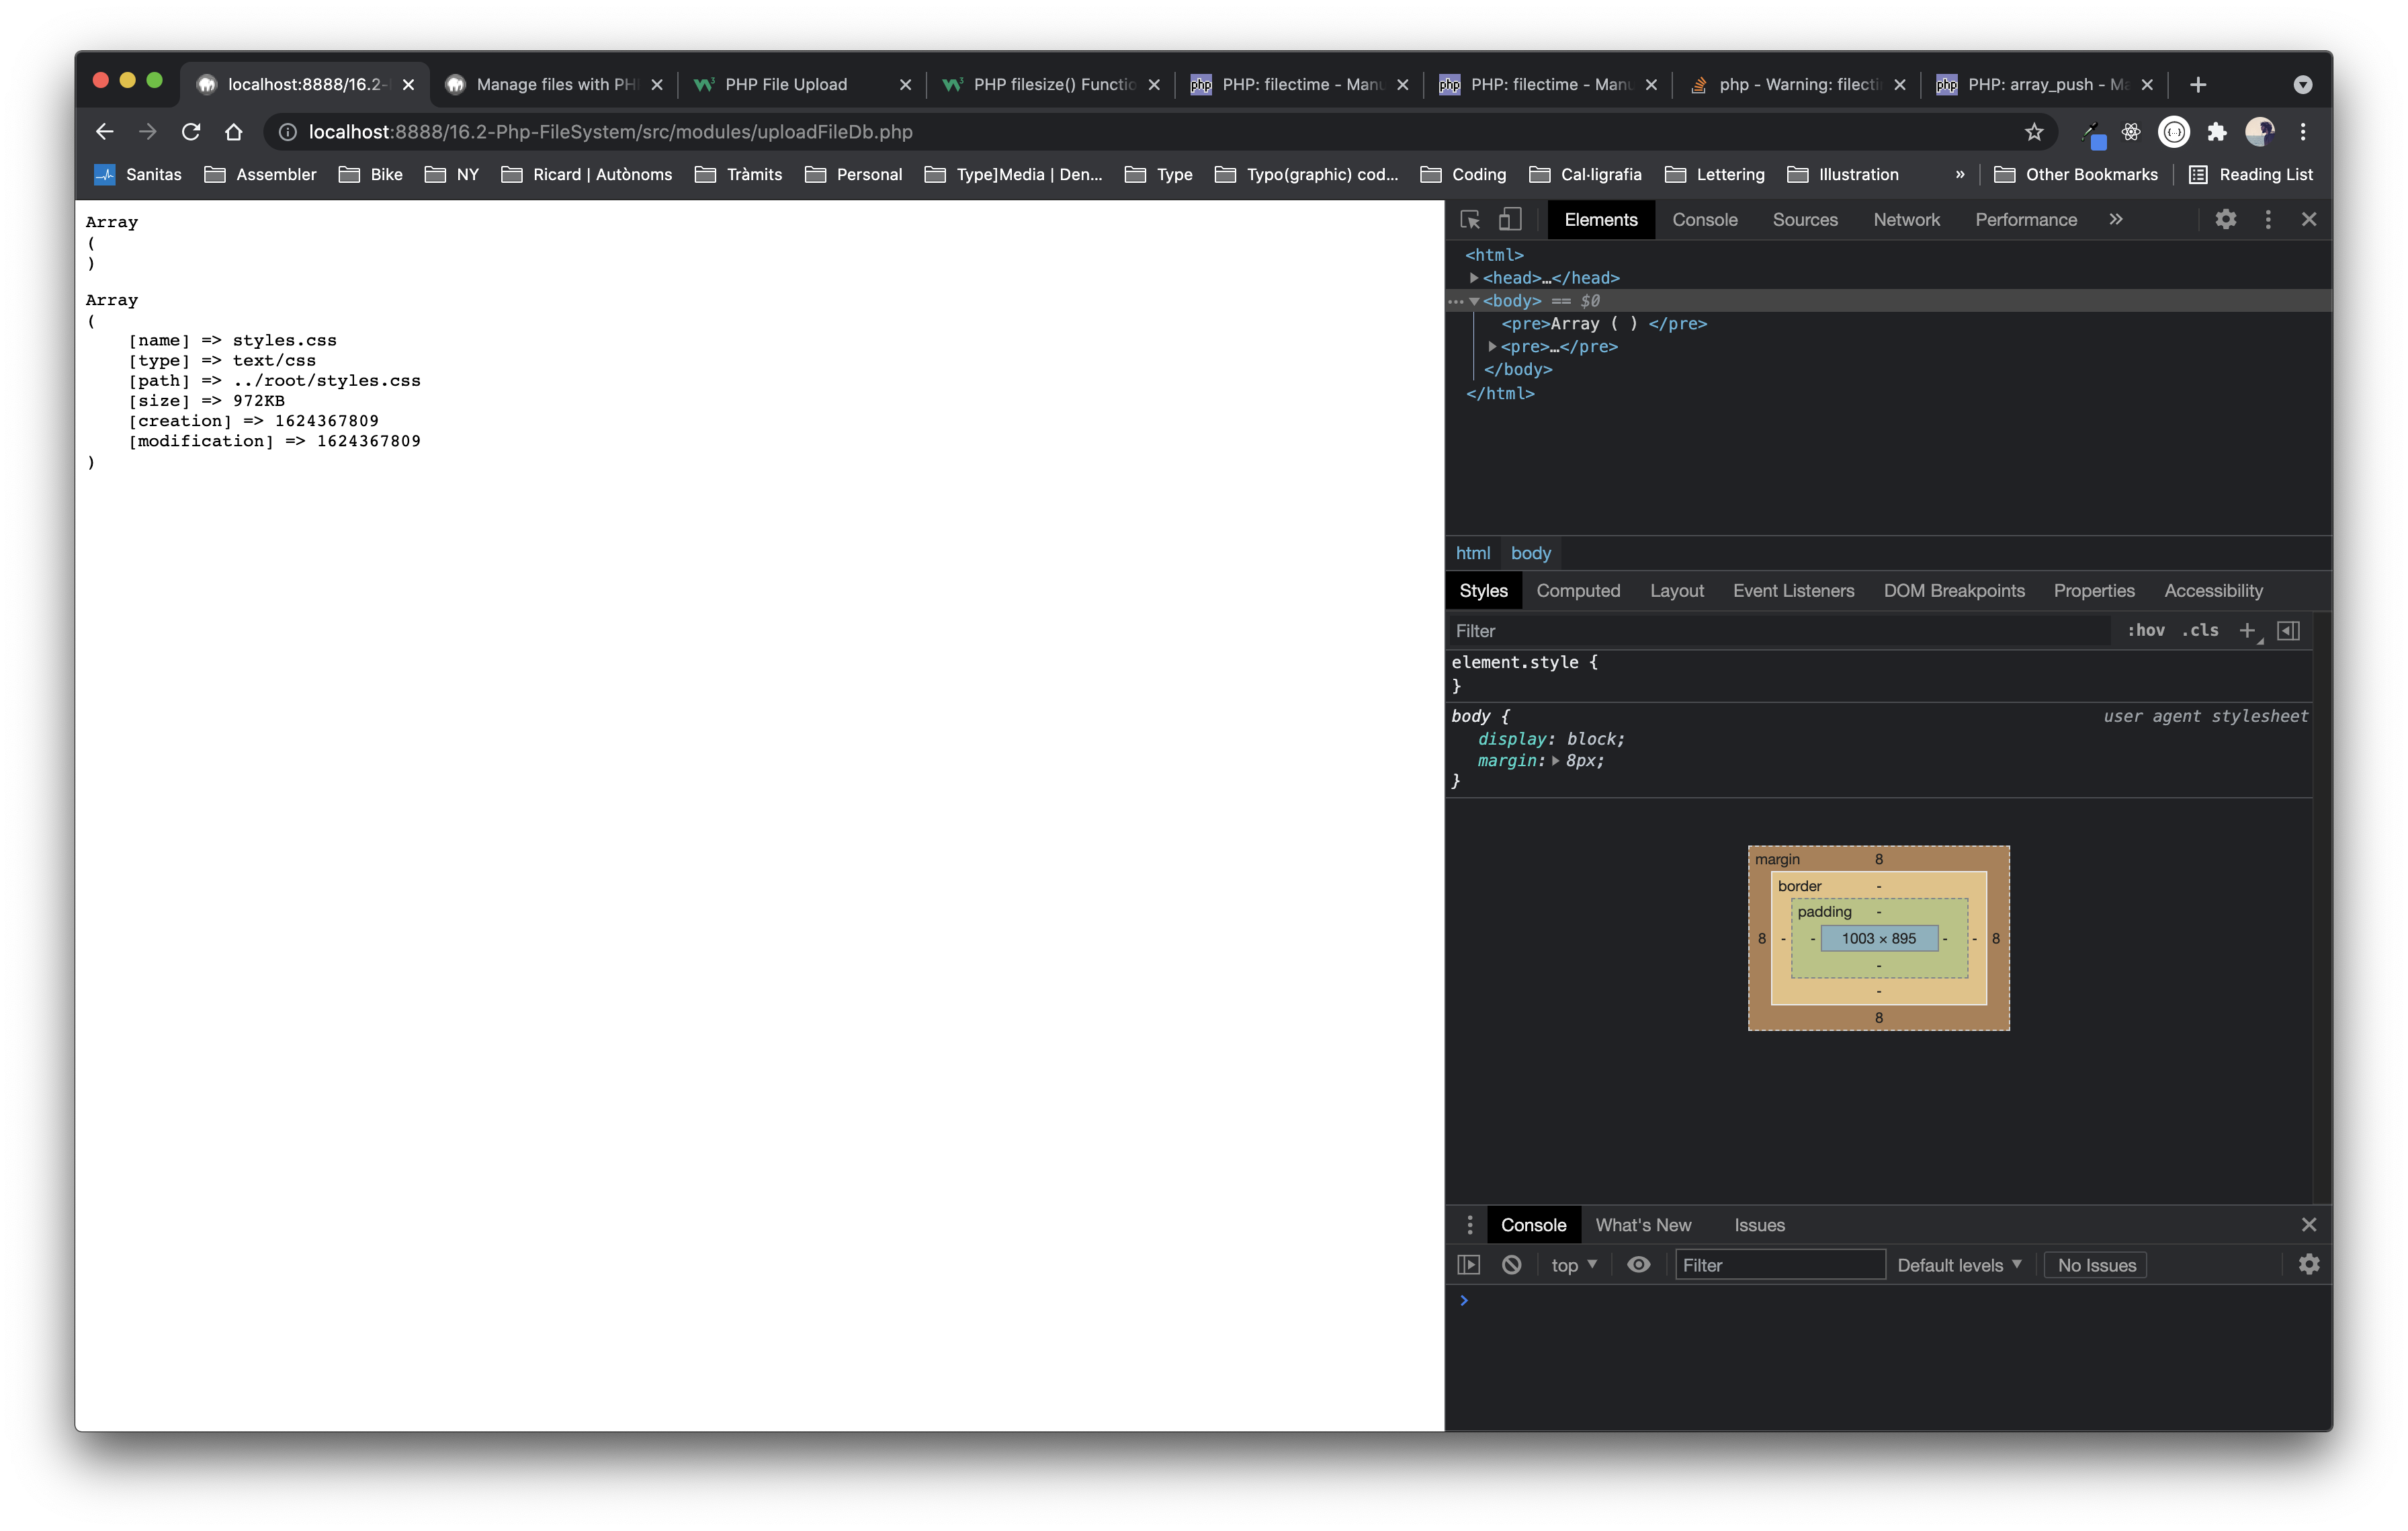 localhost:8888/16.2-
Manage files with PH
PHP File Upload
PHP filesize() Functio
PHP: filectime - Manu
PHP: filectime - Manu
php - Warning: filecti
PHP: array_push - Ma
localhost:8888/16.2-Php-FileSystem/src/modules/uploadFileDb.php
Sanitas Assembler Bike NY Ricard | Autònoms Tràmits Personal Type]Media | Den... Type Typo(graphic) cod... Coding Cal·ligrafia Lettering Illustration » Other Bookmarks Reading List
Array
(
)
Array
(
[name] => styles.css
[type] => text/css
[path] => ../root/styles.css
[size] => 972KB
[creation] => 1624367809
[modification] => 1624367809
)
Elements Console Sources Network Performance »
<html>
<head>…</head>
<body> == $0
<pre>Array ( ) </pre>
<pre>…</pre>
</body>
</html>
html body
Styles Computed Layout Event Listeners DOM Breakpoints Properties Accessibility
Filter :hov .cls +
element.style {
}
body { user agent stylesheet
display: block;
margin: 8px;
}
margin 8
border -
padding -
8 - - 1003 × 895 - - 8
-
-
8
Console What's New Issues
top Filter Default levels No Issues
>